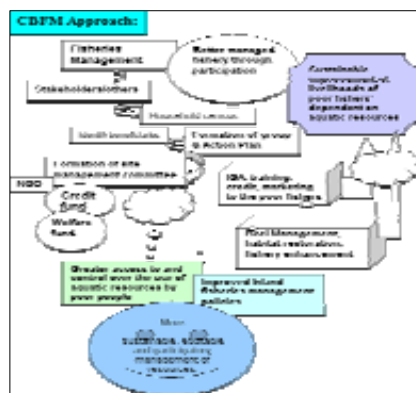 CBFM Approach:
Fisheries
Management
Better managed
fishery through
participation
Sustainable
improvement of
livelihoods of
poor fishers
dependent on
aquatic resources
Stakeholders/others
Household census
Formation of group
& Action Plan
Formation of site
management committee
NGO
Credit
fund
Welfare
fund
IGA, training,
credit, marketing
to the poor fishers
Fish Management,
habitat restoration,
fishery enhancement
Greater access to and
control over the use of
aquatic resources by
poor people
Improved inland
fisheries management
policies
More
sustainable, equitable
and participatory
management of
resources